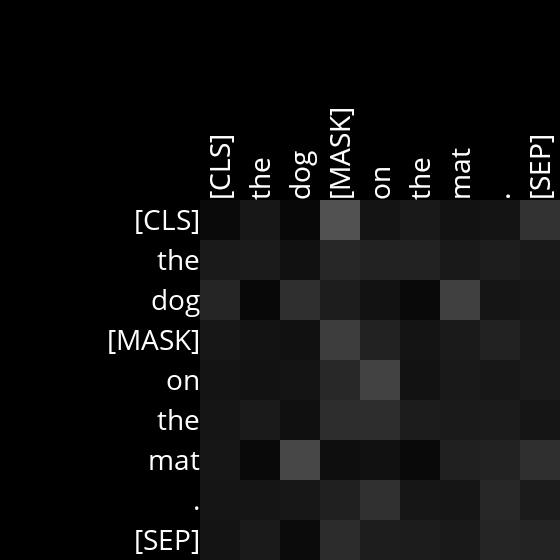 [CLS] the dog [MASK] on the mat . [SEP]
[CLS]
the
dog
[MASK]
on
the
mat
.
[SEP]